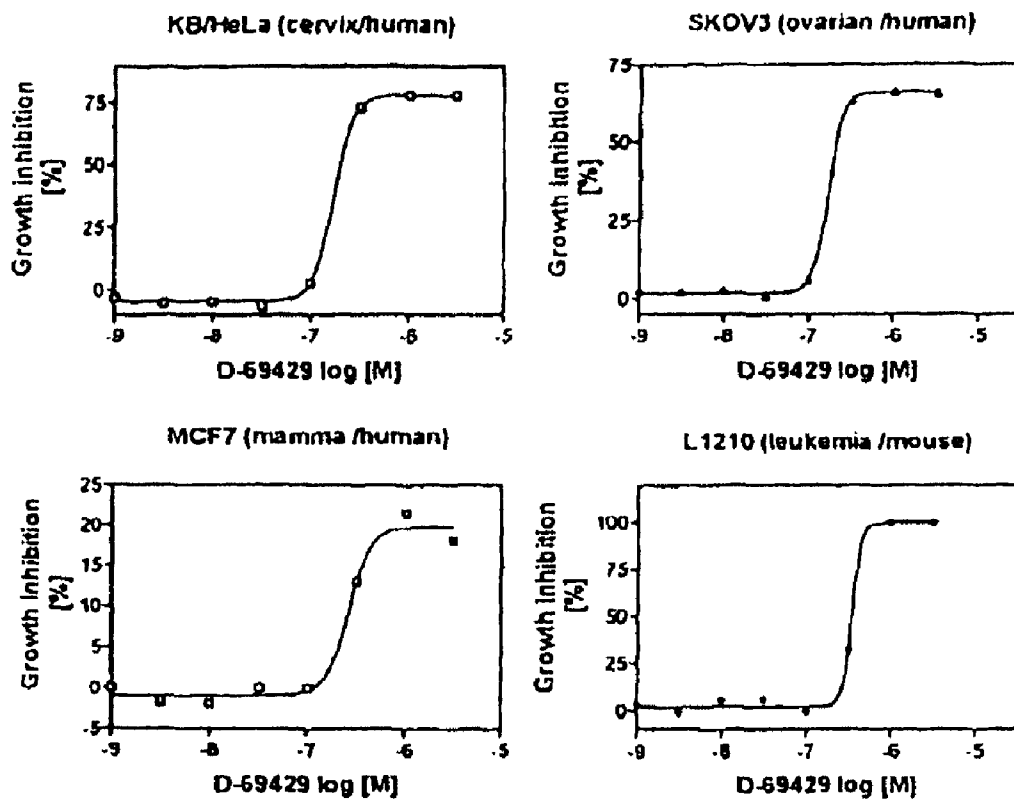 KB/HeLa (cervix/human)
Growth inhibition
[%]
75
50
25
0
-9 -8 -7 -6 -5
D-69429 log [M]
SKOV3 (ovarian /human)
Growth Inhibition
[%]
75
50
25
0
-9 -8 -7 -6 -5
D-69429 log [M]
MCF7 (mamma /human)
Growth Inhibition
[%]
25
20
15
10
5
0
-5
-9 -8 -7 -6 -5
D-69429 log [M]
L1210 (leukemia /mouse)
Growth Inhibition
[%]
100
75
50
25
0
-9 -8 -7 -6 -5
D-69429 log [M]